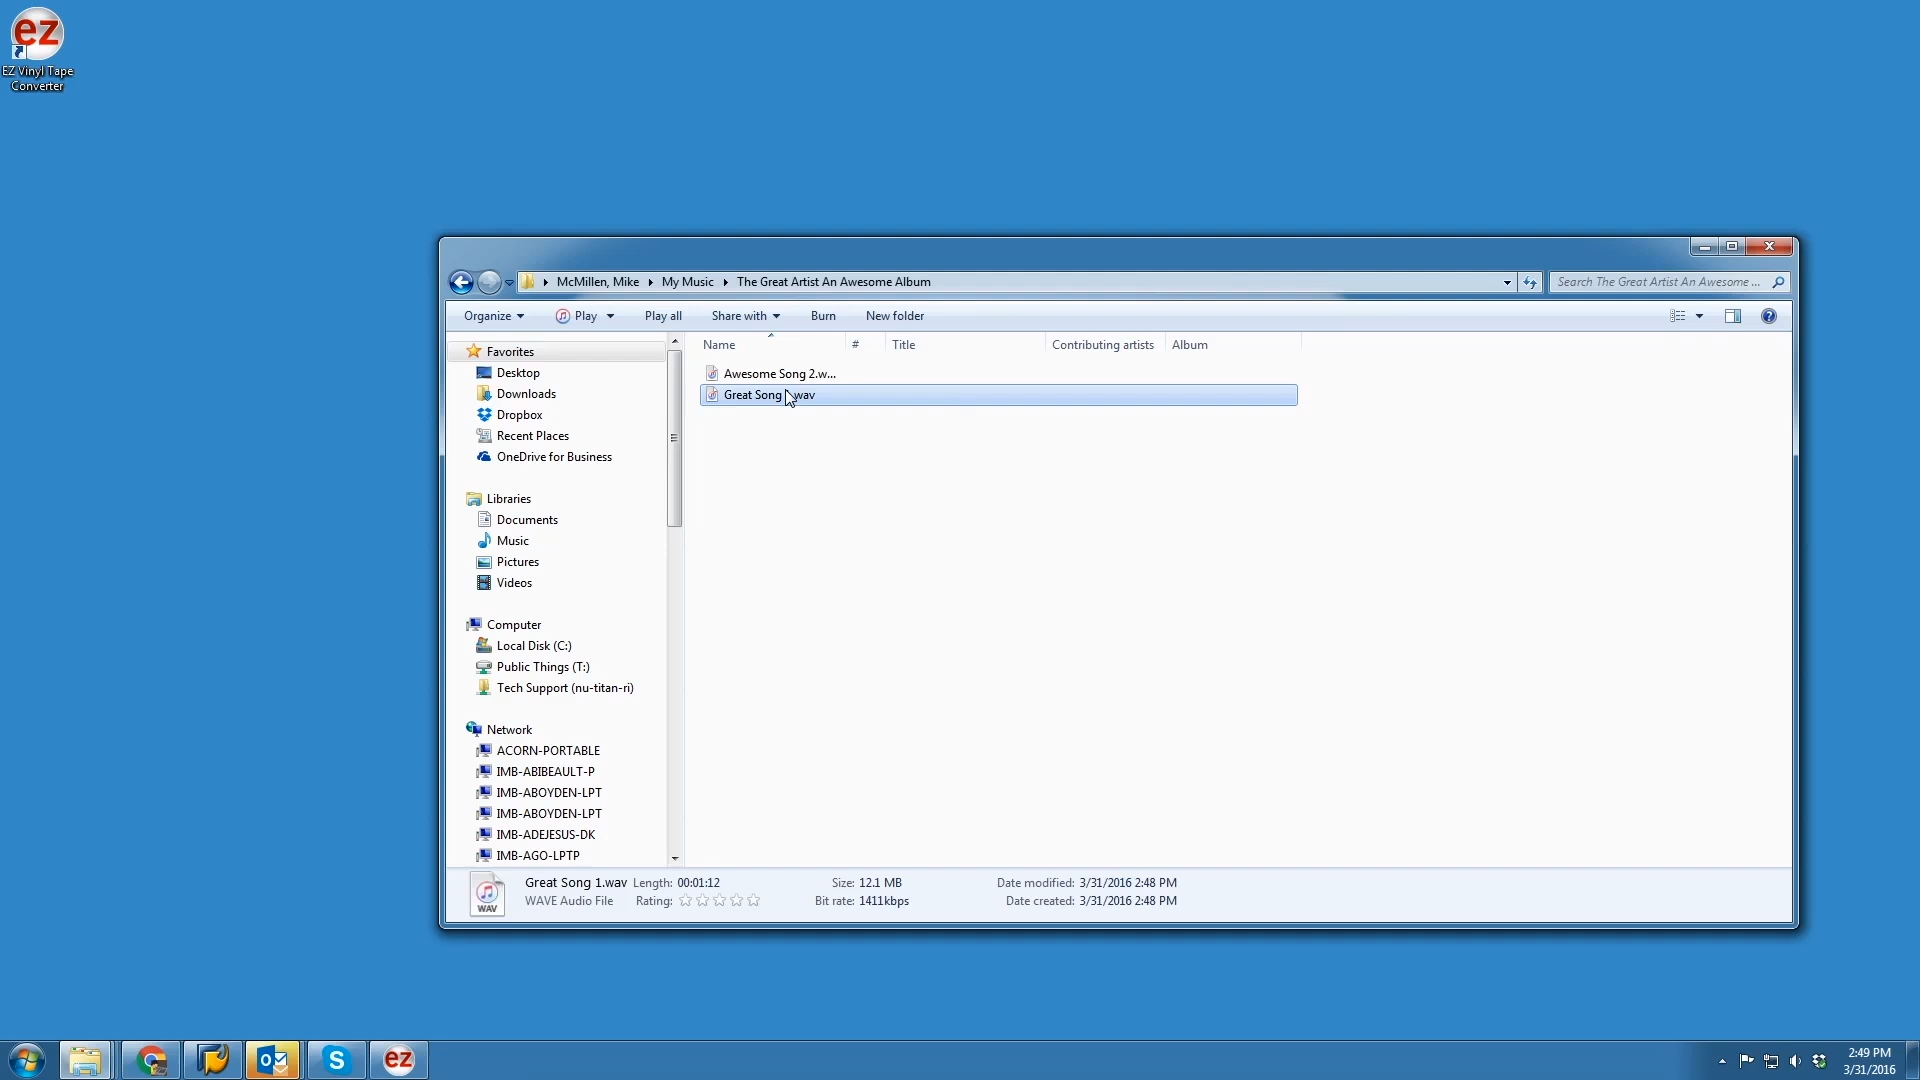 ez
EZ Vinyl Tape
Converter
McMillen, Mike
My Music
The Great Artist An Awesome Album
Search The Great Artist An Awesome ...
Organize
Play
Play all
Share with
Burn
New folder
Name
#
Title
Contributing artists
Album
Favorites
Desktop
Downloads
Dropbox
Recent Places
OneDrive for Business
Libraries
Documents
Music
Pictures
Videos
Computer
Local Disk (C:)
Public Things (T:)
Tech Support (nu-titan-ri)
Network
ACORN-PORTABLE
IMB-ABIBEAULT-P
IMB-ABOYDEN-LPT
IMB-ABOYDEN-LPT
IMB-ADEJESUS-DK
IMB-AGO-LPTP
Awesome Song 2.w...
Great Song .wav
WAV
Great Song 1.wav Length: 00:01:12 Size: 12.1 MB Date modified: 3/31/2016 2:48 PM
WAVE Audio File Rating: Bit rate: 1411kbps Date created: 3/31/2016 2:48 PM
ez
2:49 PM
3/31/2016